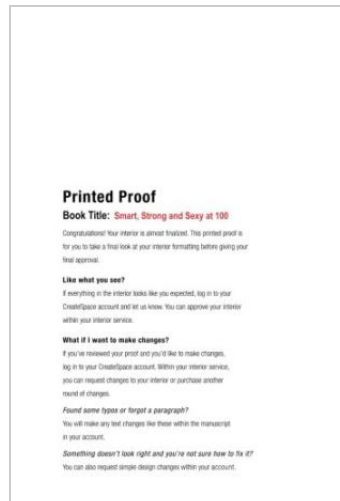 Printed Proof
Book Title: Smart, Strong and Sexy at 100
Congratulations! Your interior is almost finalized. This printed proof is
for you to take a final look at your interior formatting before giving your
final approval.
Like what you see?
If everything in the interior looks like you expected, log in to your
CreateSpace account and let us know. You can approve your interior
within your interior service.
What if I want to make changes?
If you've reviewed your proof and you'd like to make changes,
log in to your CreateSpace account. Within your interior service,
you can request changes to your interior or purchase another
round of changes.
Found some typos or forgot a paragraph?
You will make any text changes like these within the manuscript
in your account.
Something doesn't look right and you're not sure how to fix it?
You can also request simple design changes within your account.